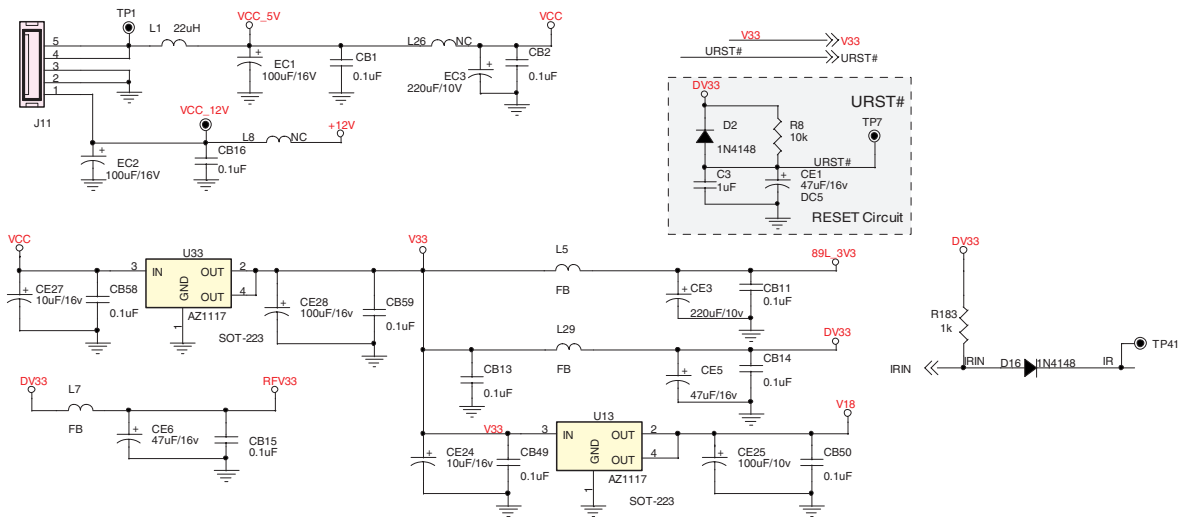 TP1
L1 22uH
VCC_5V
L26 NC
VCC
5
4
3
2
1
J11
EC1
100uF/16V
CB1
0.1uF
EC3
220uF/10V
CB2
0.1uF
VCC_12V
L8 NC
+12V
EC2
100uF/16V
CB16
0.1uF
V33
V33
URST#
URST#
DV33
URST#
TP7
D2
1N4148
R8
10k
URST#
C3
1uF
CE1
47uF/16v
DC5
RESET Circuit
VCC
U33
3
IN
OUT
2
OUT
4
GND
1
AZ1117
SOT-223
CE27
10uF/16v
CB58
0.1uF
CE28
100uF/16v
CB59
0.1uF
V33
L5
FB
89L_3V3
CE3
220uF/10v
CB11
0.1uF
L29
FB
DV33
CB13
0.1uF
CE5
47uF/16v
CB14
0.1uF
DV33
L7
FB
RFV33
CE6
47uF/16v
CB15
0.1uF
V33
U13
3
IN
OUT
2
OUT
4
GND
1
AZ1117
SOT-223
V18
CE24
10uF/16v
CB49
0.1uF
CE25
100uF/10v
CB50
0.1uF
DV33
R183
1k
IRIN
IRIN
D16
1N4148
IR
TP41